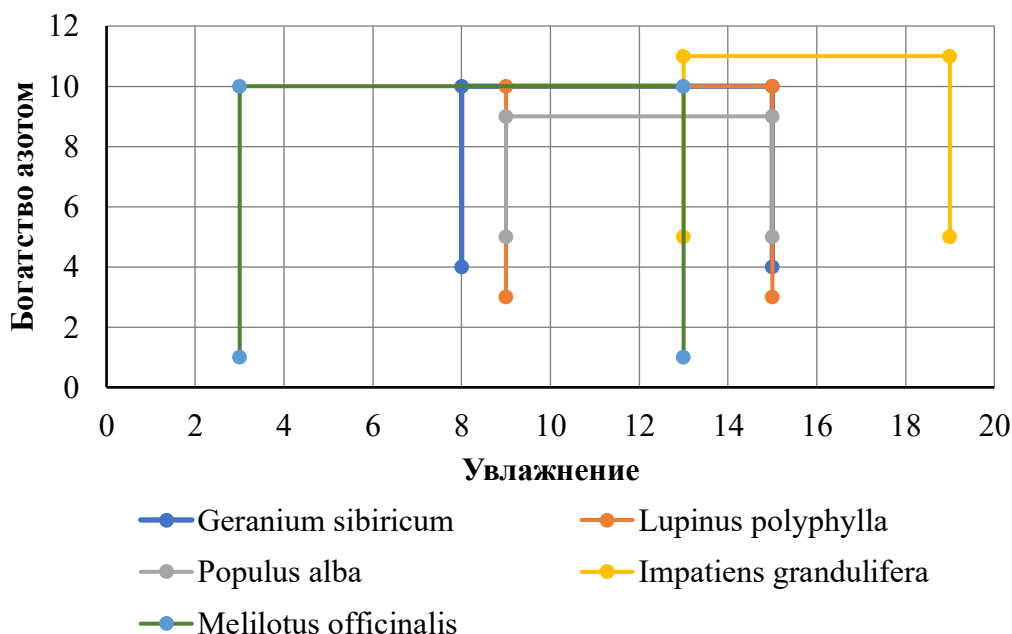 12
10
8
6
4
2
0
Богатство азотом
0 2 4 6 8 10 12 14 16 18 20
Увлажнение
Geranium sibiricum Lupinus polyphylla
Populus alba Impatiens grandulifera
Melilotus officinalis